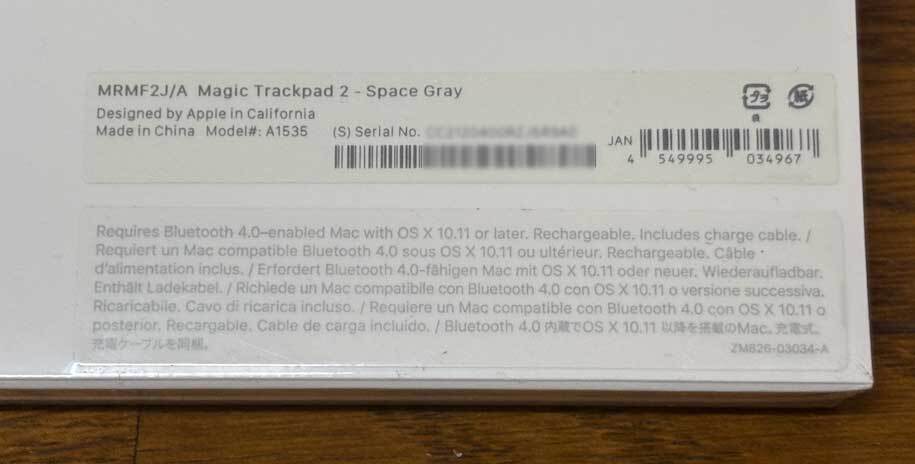 MRMF2J/A Magic Trackpad 2 - Space Gray
Designed by Apple in California
Made in China Model#: A1535 (S) Serial No.
JAN
4 549995 034967
プラ
紙
Requires Bluetooth 4.0–enabled Mac with OS X 10.11 or later. Rechargeable. Includes charge cable. /
Requiert un Mac compatible Bluetooth 4.0 sous OS X 10.11 ou ultérieur. Rechargeable. Câble
d'alimentation inclus. / Erfordert Bluetooth 4.0-fähigen Mac mit OS X 10.11 oder neuer. Wiederaufladbar.
Enthält Ladekabel. / Richiede un Mac compatibile con Bluetooth 4.0 con OS X 10.11 o versione successiva.
Ricaricabile. Cavo di ricarica incluso. / Requiere un Mac compatible con Bluetooth 4.0 con OS X 10.11 o
posterior. Recargable. Cable de carga incluido. / Bluetooth 4.0 内蔵でOS X 10.11 以降を搭載のMac。充電式。
充電ケーブルを同梱。
ZM826-03034-A